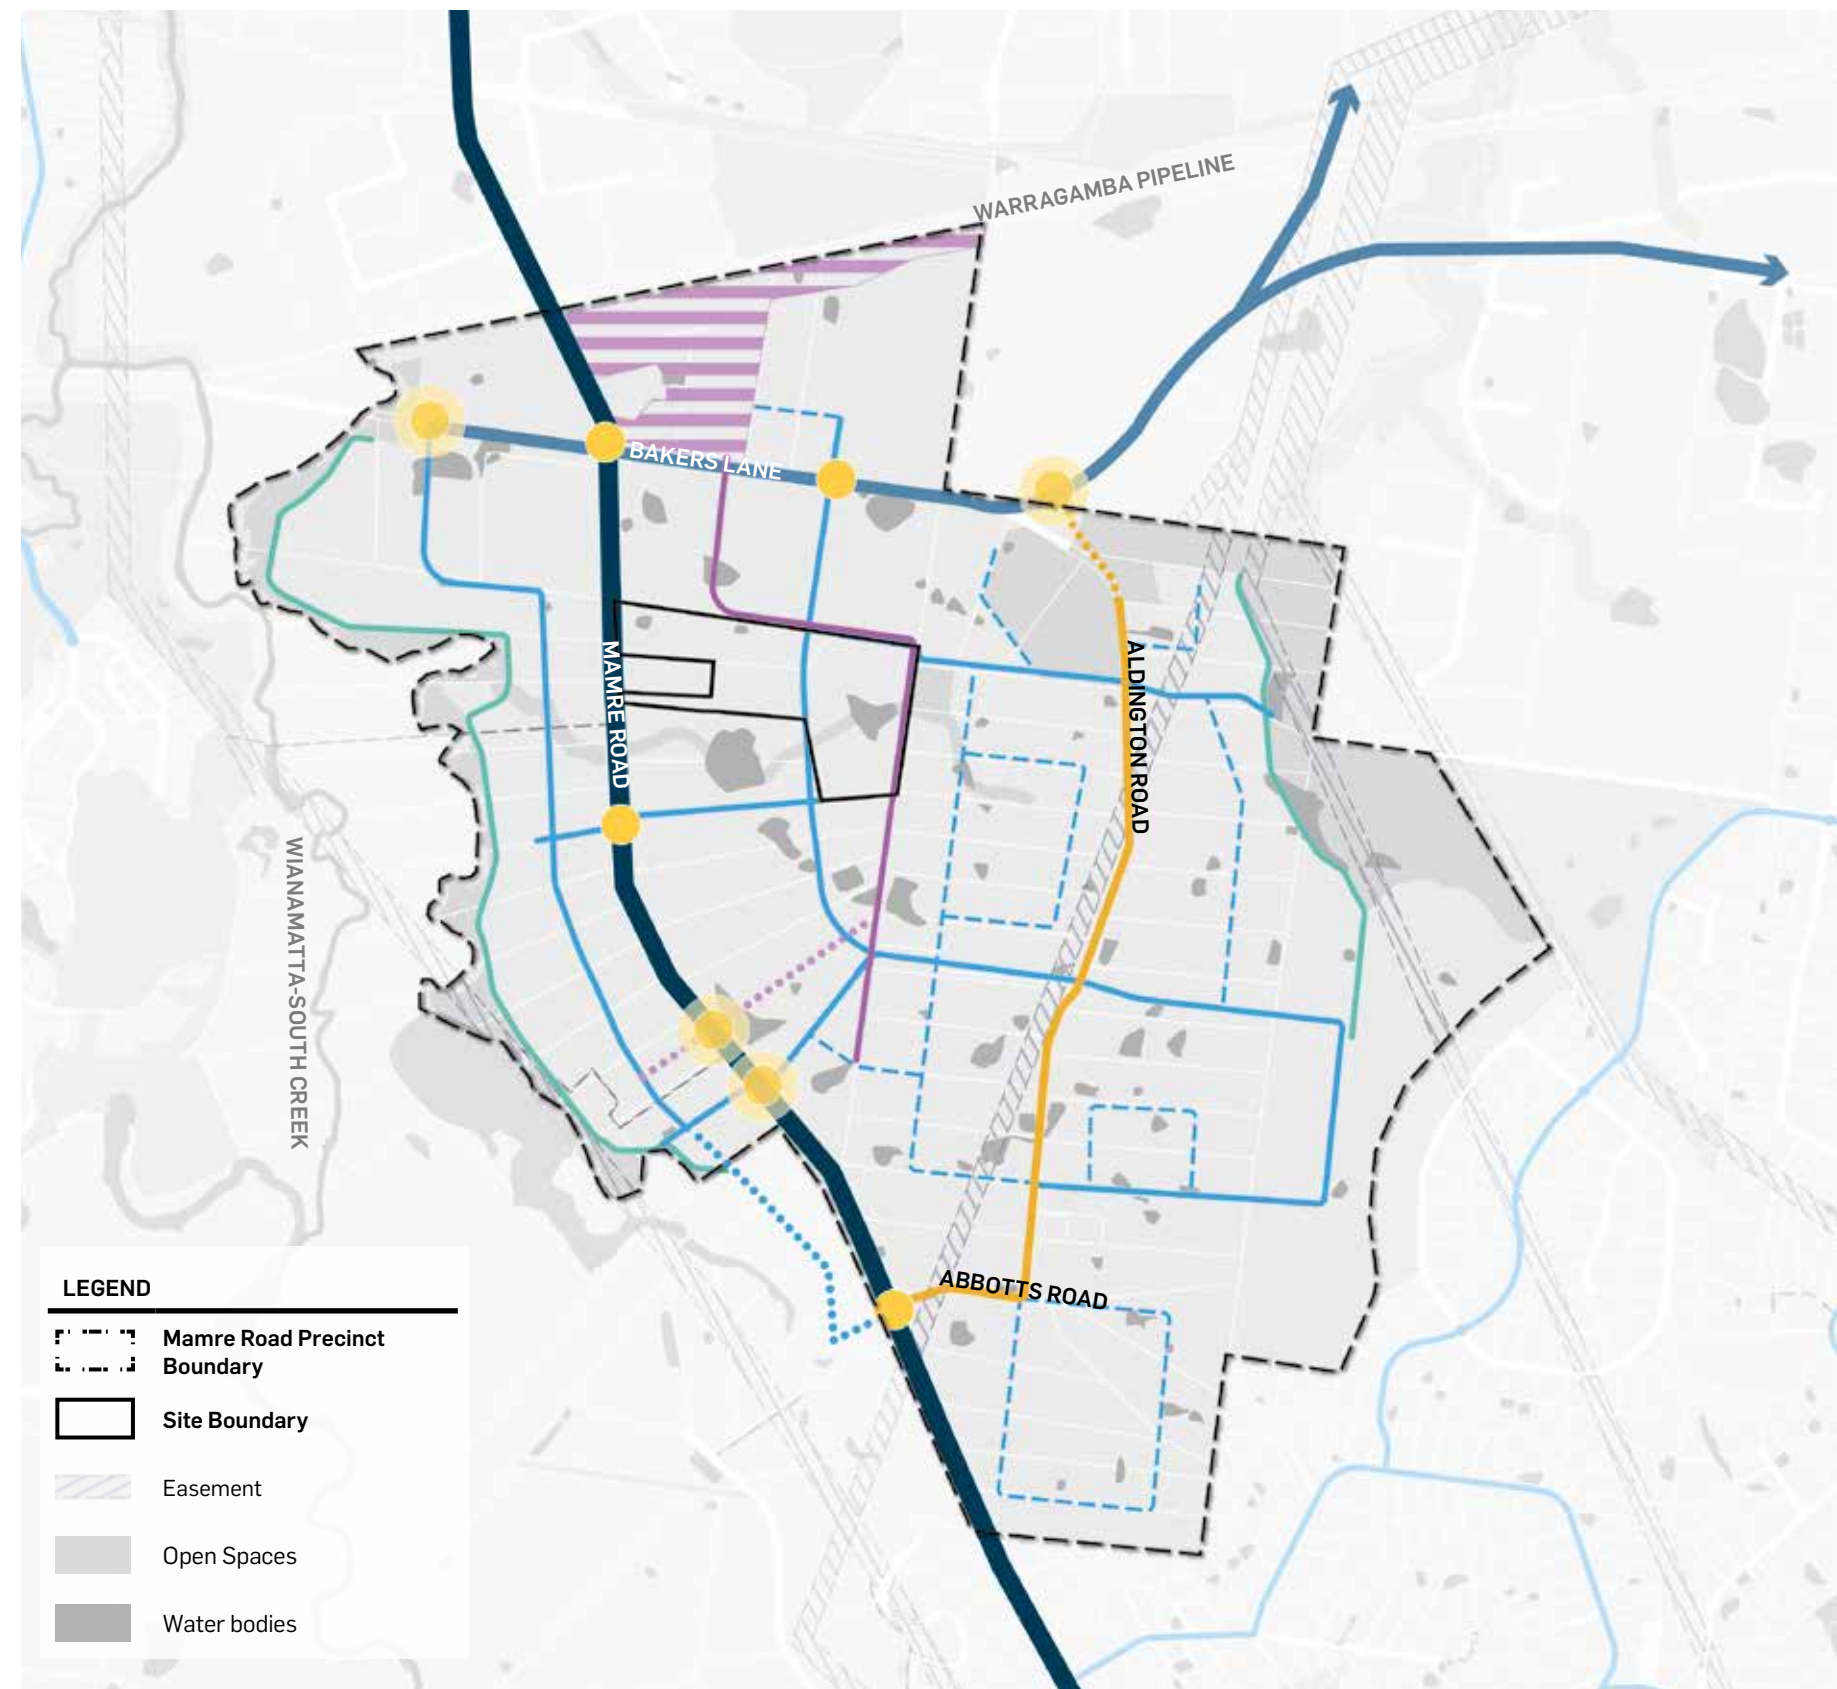 WARRAGAMBA PIPELINE
BAKERS LANE
MAMRE ROAD
ALDINGTON ROAD
WIANAMATTA-SOUTH CREEK
ABBOTTS ROAD
LEGEND
Mamre Road Precinct
Boundary
Site Boundary
Easement
Open Spaces
Water bodies